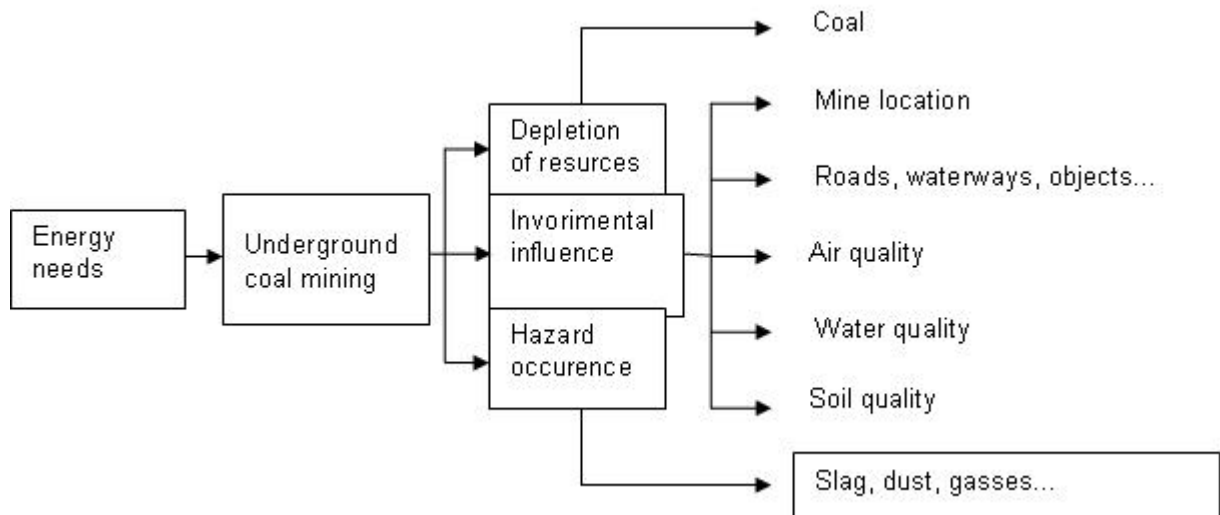 Energy
needs
Underground
coal mining
Depletion
of resurces
Invorimental
influence
Hazard
occurence
Coal
Mine location
Roads, waterways, objects...
Air quality
Water quality
Soil quality
Slag, dust, gasses...